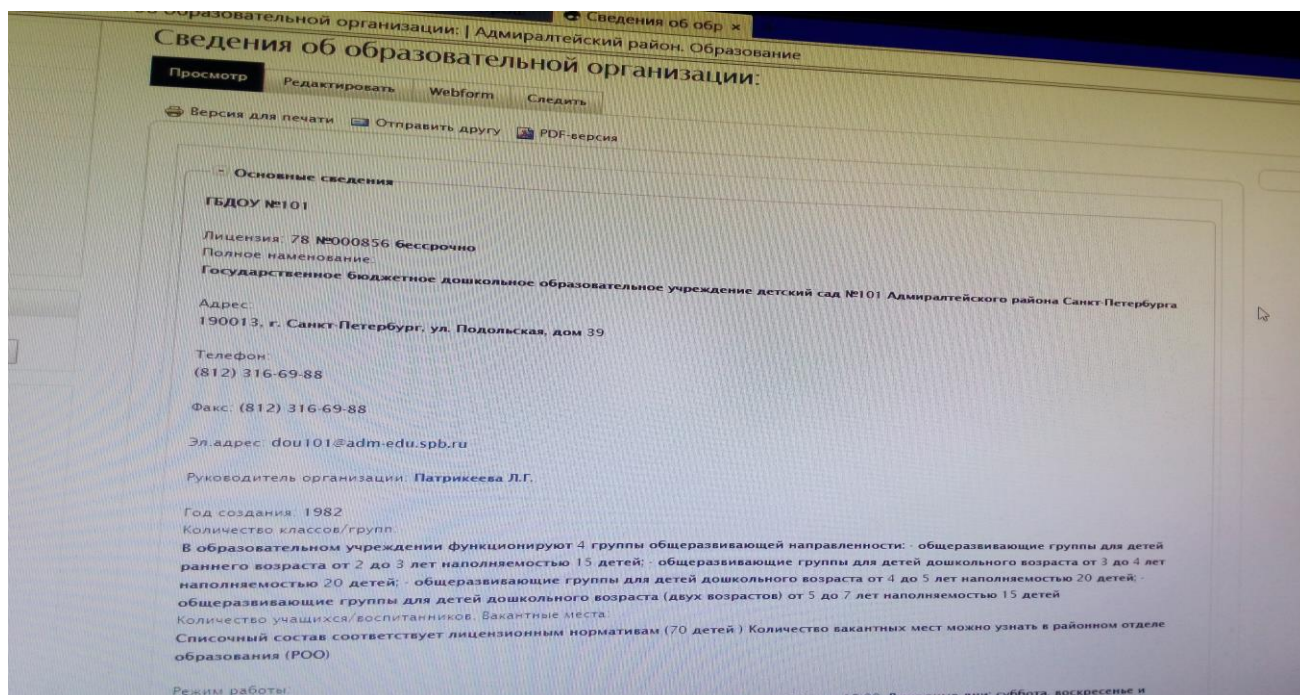 Сведения об обр ×
образовательной организации: | Адмиралтейский район. Образование
Сведения об образовательной организации:
Просмотр Редактировать Webform Следить
Версия для печати Отправить другу PDF-версия
- Основные сведения
ГБДОУ №101
Лицензия: 78 №000856 бессрочно
Полное наменование:
Государственное бюджетное дошкольное образовательное учреждение детский сад №101 Адмиралтейского района Санкт-Петербурга
Адрес:
190013, г. Санкт-Петербург, ул. Подольская, дом 39
Телефон:
(812) 316-69-88
Факс: (812) 316-69-88
Эл.адрес: dou101@adm-edu.spb.ru
Руководитель организации: Патрикеева Л.Г.
Год создания: 1982
Количество классов/групп:
В образовательном учреждении функционируют 4 группы общеразвивающей направленности: - общеразвивающие группы для детей
раннего возраста от 2 до 3 лет наполняемостью 15 детей; - общеразвивающие группы для детей дошкольного возраста от 3 до 4 лет
наполняемостью 20 детей; - общеразвивающие группы для детей дошкольного возраста от 4 до 5 лет наполняемостью 20 детей; -
общеразвивающие группы для детей дошкольного возраста (двух возрастов) от 5 до 7 лет наполняемостью 15 детей
Количество учащихся/воспитанников, Вакантные места:
Списочный состав соответствует лицензионным нормативам (70 детей ) Количество вакантных мест можно узнать в районном отделе
образования (РОО)
Режим работы:
дни: суббота, воскресенье и